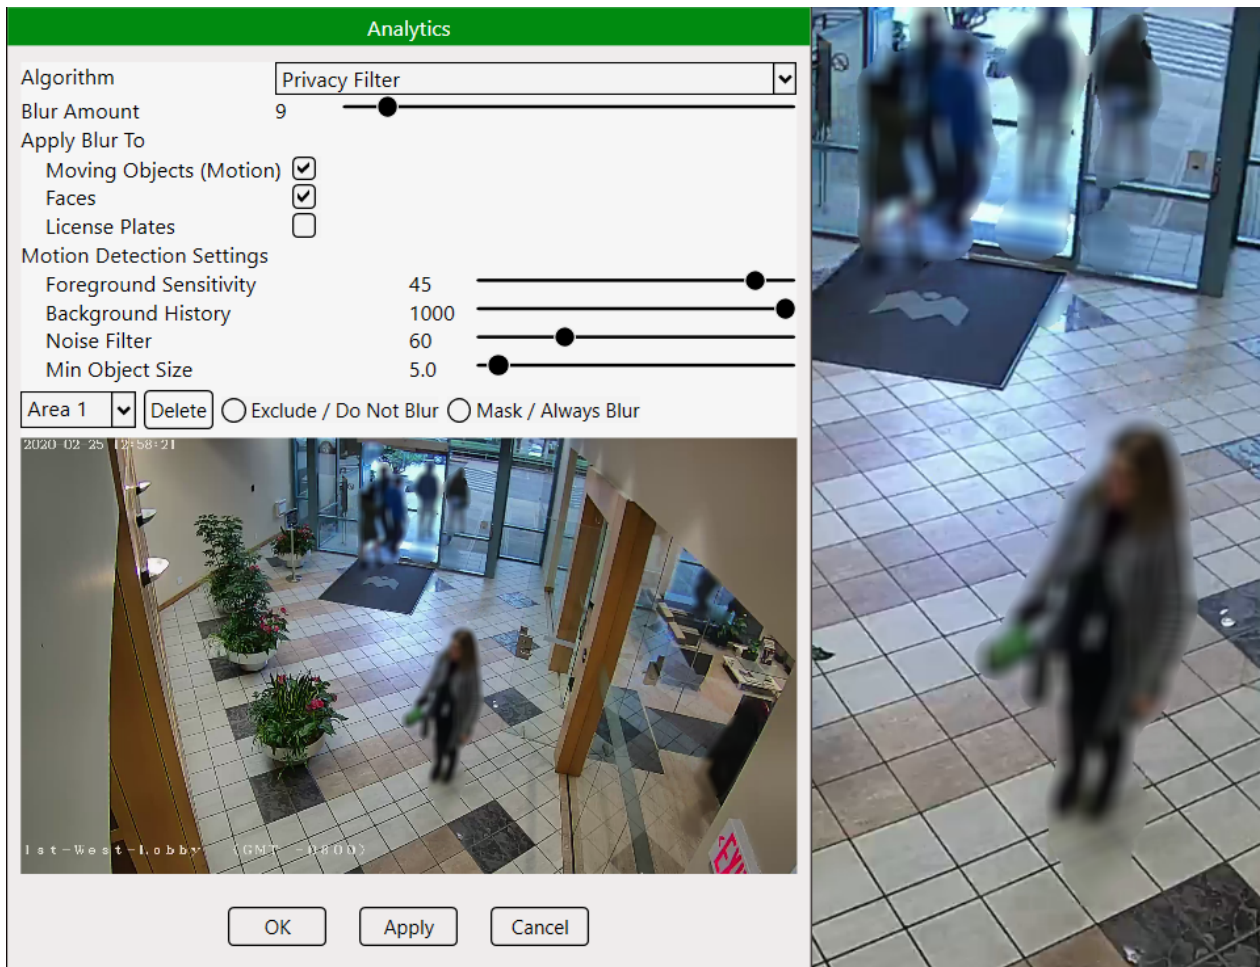 Analytics
Algorithm Privacy Filter
Blur Amount 9
Apply Blur To
Moving Objects (Motion)
Faces
License Plates
Motion Detection Settings
Foreground Sensitivity 45
Background History 1000
Noise Filter 60
Min Object Size 5.0
Area 1 Delete Exclude / Do Not Blur Mask / Always Blur
2020 02 25 12:58:21
1st-West-Lobby (GMT -0800)
OK Apply Cancel